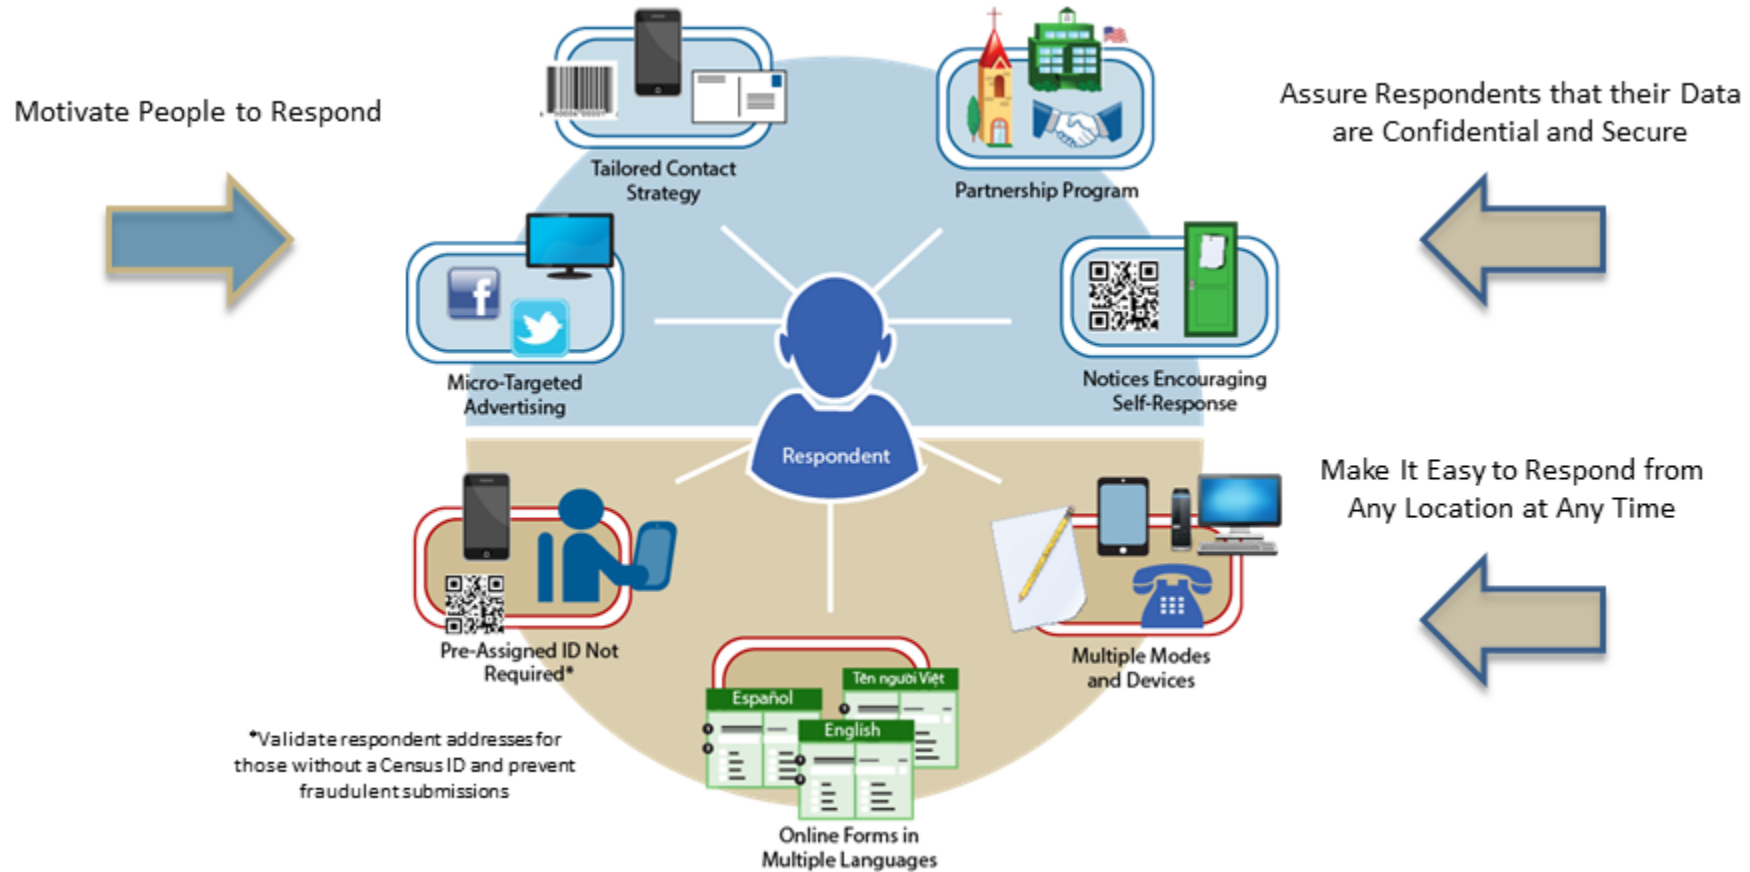 Motivate People to Respond
Assure Respondents that their Data
are Confidential and Secure
Tailored Contact
Strategy
Partnership Program
Micro-Targeted
Advertising
Notices Encouraging
Self-Response
Respondent
Make It Easy to Respond from
Any Location at Any Time
Pre-Assigned ID Not
Required*
Multiple Modes
and Devices
*Validate respondent addresses for
those without a Census ID and prevent
fraudulent submissions
Español
Tên người Việt
English
Online Forms in
Multiple Languages